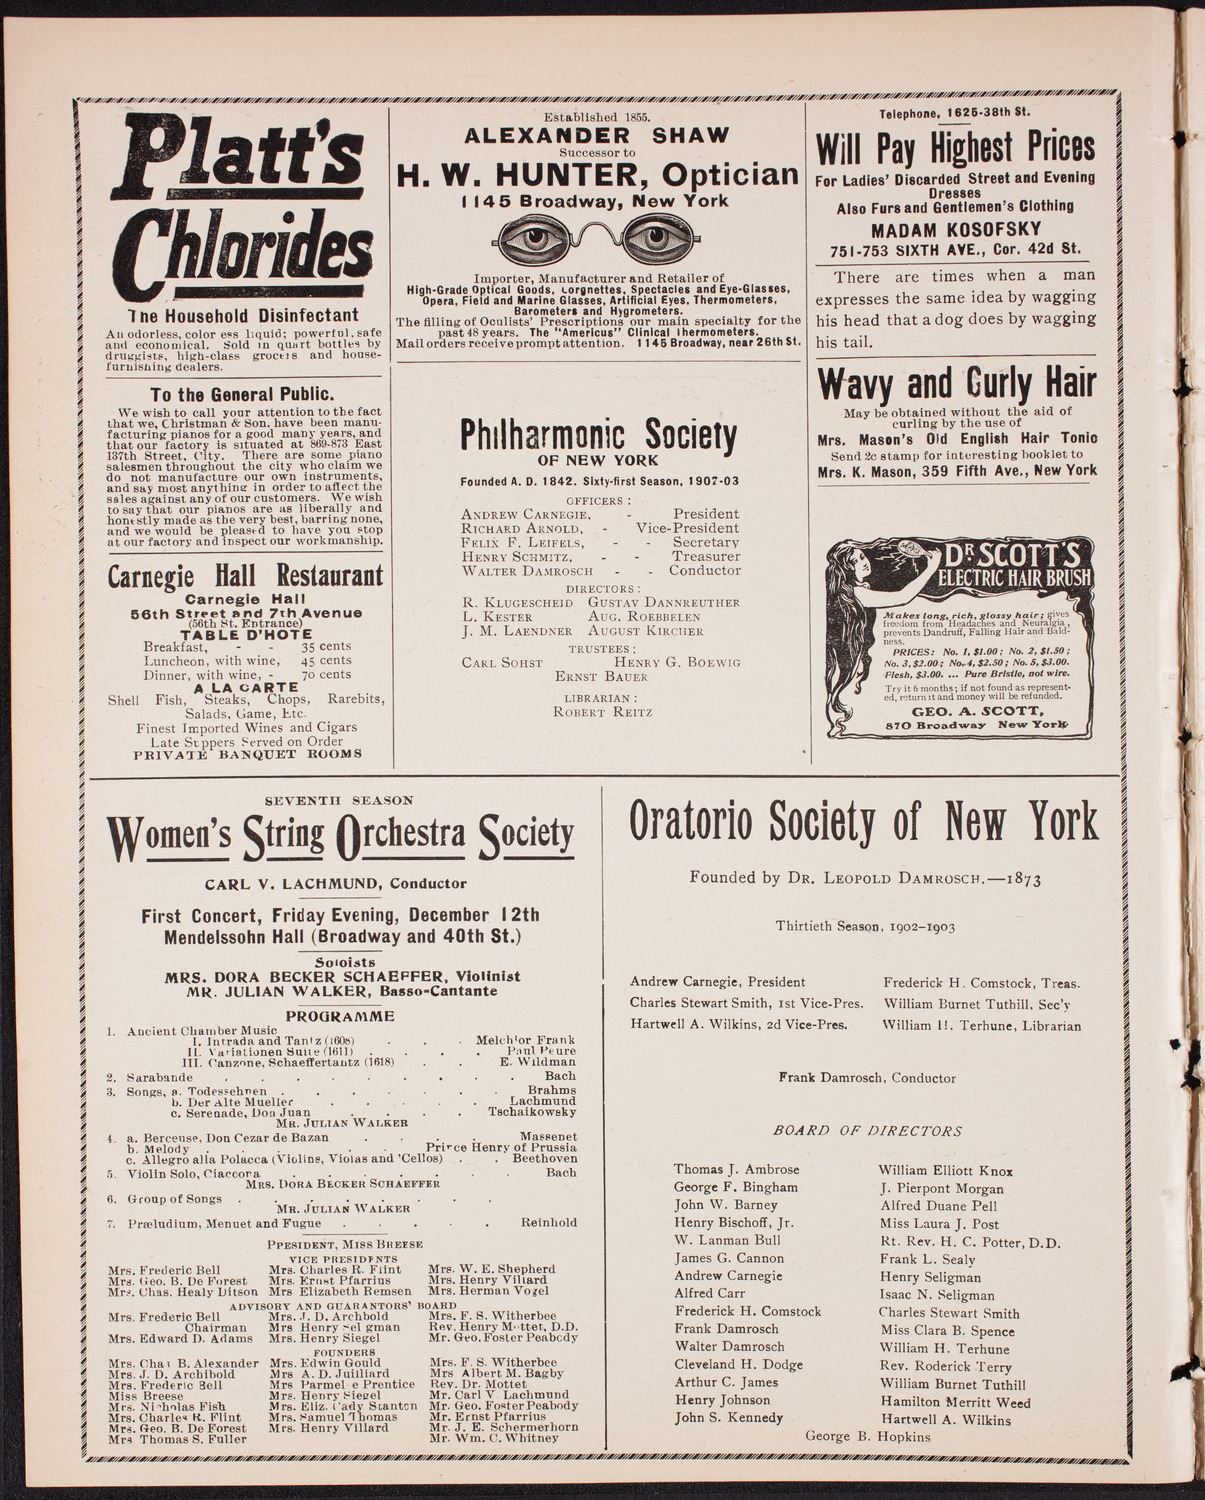 Platt's
Chlorides
The Household Disinfectant
An odorless, color ess liquid; powerful, safe
and economical. Sold in quart bottles by
druggists, high-class grocers and house-
furnishing dealers.
To the General Public.
We wish to call your attention to the fact
that we, Christman & Son, have been manu-
facturing pianos for a good many years, and
that our factory is situated at 869-873 East
137th Street, City. There are some piano
salesmen throughout the city who claim we
do not manufacture our own instruments,
and say most anything in order to affect the
sales against any of our customers. We wish
to say that our pianos are as liberally and
honestly made as the very best, barring none,
and we would be pleased to have you stop
at our factory and inspect our workmanship.
Carnegie Hall Restaurant
Carnegie Hall
56th Street and 7th Avenue
(56th St. Entrance)
TABLE D'HOTE
Breakfast, - - 35 cents
Luncheon, with wine, 45 cents
Dinner, with wine, - 70 cents
A LA CARTE
Shell Fish, Steaks, Chops, Rarebits,
Salads, Game, Etc.
Finest Imported Wines and Cigars
Late Suppers Served on Order
PRIVATE BANQUET ROOMS
Established 1855.
ALEXANDER SHAW
Successor to
H. W. HUNTER, Optician
1145 Broadway, New York
Importer, Manufacturer and Retailer of
High-Grade Optical Goods, Lorgnettes, Spectacles and Eye-Glasses,
Opera, Field and Marine Glasses, Artificial Eyes, Thermometers,
Barometers and Hygrometers.
The filling of Oculists' Prescriptions our main specialty for the
past 48 years. The "Americus" Clinical Thermometers.
Mail orders receive prompt attention. 1145 Broadway, near 26th St.
Philharmonic Society
OF NEW YORK
Founded A. D. 1842. Sixty-first Season, 1907-03
OFFICERS:
ANDREW CARNEGIE, - President
RICHARD ARNOLD, - Vice-President
FELIX F. LEIFELS, - - Secretary
HENRY SCHMITZ, - - Treasurer
WALTER DAMROSCH - - Conductor
DIRECTORS:
R. KLUGESCHEID GUSTAV DANNREUTHER
L. KESTER AUG. ROEBBELEN
J. M. LAENDNER AUGUST KIRCHER
TRUSTEES:
CARL SOHST HENRY G. BOEWIG
ERNST BAUER
LIBRARIAN:
ROBERT REITZ
Telephone, 1625-38th St.
Will Pay Highest Prices
For Ladies' Discarded Street and Evening
Dresses
Also Furs and Gentlemen's Clothing
MADAM KOSOFSKY
751-753 SIXTH AVE., Cor. 42d St.
There are times when a man
expresses the same idea by wagging
his head that a dog does by wagging
his tail.
Wavy and Curly Hair
May be obtained without the aid of
curling by the use of
Mrs. Mason's Old English Hair Tonic
Send 2c stamp for interesting booklet to
Mrs. K. Mason, 359 Fifth Ave., New York
DR. SCOTT'S
ELECTRIC HAIR BRUSH
Makes long, rich, glossy hair; gives
freedom from Headaches and Neuralgia,
prevents Dandruff, Falling Hair and Bald-
ness.
PRICES: No. 1, $1.00; No. 2, $1.50;
No. 3, $2.00; No. 4, $2.50; No. 5, $3.00.
Flesh, $3.00. ... Pure Bristle, not wire.
Try it 6 months; if not found as represent-
ed, return it and money will be refunded.
GEO. A. SCOTT,
870 Broadway New York
SEVENTH SEASON
Women's String Orchestra Society
CARL V. LACHMUND, Conductor
First Concert, Friday Evening, December 12th
Mendelssohn Hall (Broadway and 40th St.)
Soloists
MRS. DORA BECKER SCHAEFFER, Violinist
MR. JULIAN WALKER, Basso-Cantante
PROGRAMME
1. Ancient Chamber Music
I. Intrada and Tantz (1608) . . . Melchior Frank
II. Variationen Suite (1611) . . . . Paul Peure
III. Canzone, Schaeffertantz (1618) . . E. Wildman
2. Sarabande . . . . . . . . Bach
3. Songs, a. Todessehnen . . . . . . Brahms
b. Der Alte Mueller . . . . . Lachmund
c. Serenade, Don Juan . . . . Tschaikowsky
MR. JULIAN WALKER
4. a. Berceuse, Don Cezar de Bazan . . . . Massenet
b. Melody . . . . . Prince Henry of Prussia
c. Allegro alla Polacca (Violins, Violas and 'Cellos) . . Beethoven
5. Violin Solo, Ciaccona . . . . . . . Bach
MRS. DORA BECKER SCHAEFFER
6. Group of Songs . . . . . . .
MR. JULIAN WALKER
7. Præludium, Menuet and Fugue . . . . . Reinhold
PRESIDENT, MISS BREESE
VICE PRESIDENTS
Mrs. Frederic Bell Mrs. Charles R. Flint Mrs. W. E. Shepherd
Mrs. Geo. B. De Forest Mrs. Ernst Pfarrius Mrs. Henry Villard
Mrs. Chas. Healy Ditson Mrs Elizabeth Remsen Mrs. Herman Vogel
ADVISORY AND GUARANTORS' BOARD
Mrs. Frederic Bell Mrs. J. D. Archbold Mrs. F. S. Witherbee
Chairman Mrs Henry Sel gman Rev. Henry Mottet, D.D.
Mrs. Edward D. Adams Mrs. Henry Siegel Mr. Geo. Foster Peabody
FOUNDERS
Mrs. Chas B. Alexander Mrs. Edwin Gould Mrs. F. S. Witherbee
Mrs. J. D. Archibold Mrs A. D. Juilliard Mrs Albert M. Bagby
Mrs. Frederic Bell Mrs Parmel e Prentice Rev. Dr. Mottet
Miss Breese Mrs. Henry Siegel Mr. Carl V Lachmund
Mrs. Nicholas Fish Mrs. Eliz. Cady Stanton Mr. Geo. Foster Peabody
Mrs. Charles R. Flint Mrs. Samuel Thomas Mr. Ernst Pfarrius
Mrs. Geo. B. De Forest Mrs. Henry Villard Mr. J. E. Schermerhorn
Mrs Thomas S. Fuller Mr. Wm. C. Whitney
Oratorio Society of New York
Founded by DR. LEOPOLD DAMROSCH.—1873
Thirtieth Season, 1902-1903
Andrew Carnegie, President Frederick H. Comstock, Treas.
Charles Stewart Smith, 1st Vice-Pres. William Burnet Tuthill, Sec'y
Hartwell A. Wilkins, 2d Vice-Pres. William H. Terhune, Librarian
Frank Damrosch, Conductor
BOARD OF DIRECTORS
Thomas J. Ambrose William Elliott Knox
George F. Bingham J. Pierpont Morgan
John W. Barney Alfred Duane Pell
Henry Bischoff, Jr. Miss Laura J. Post
W. Lanman Bull Rt. Rev. H. C. Potter, D.D.
James G. Cannon Frank L. Sealy
Andrew Carnegie Henry Seligman
Alfred Carr Isaac N. Seligman
Frederick H. Comstock Charles Stewart Smith
Frank Damrosch Miss Clara B. Spence
Walter Damrosch William H. Terhune
Cleveland H. Dodge Rev. Roderick Terry
Arthur C. James William Burnet Tuthill
Henry Johnson Hamilton Merritt Weed
John S. Kennedy Hartwell A. Wilkins
George B. Hopkins